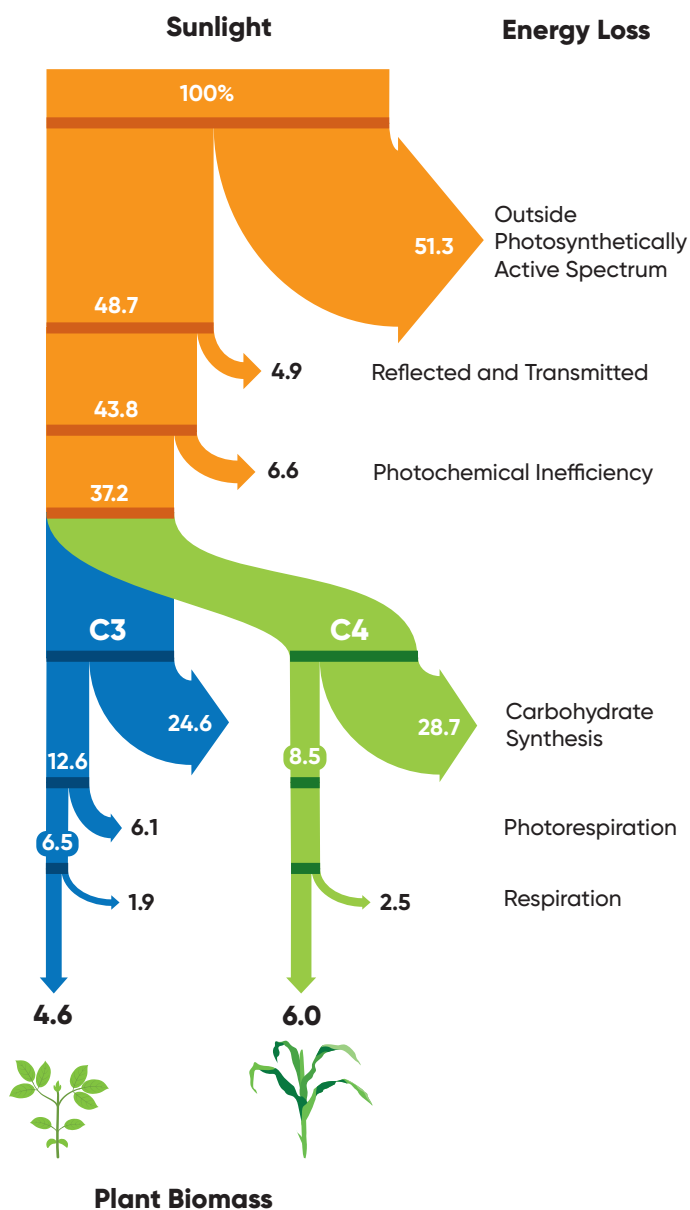 Sunlight
Energy Loss
100%
51.3
Outside
Photosynthetically
Active Spectrum
48.7
4.9
Reflected and Transmitted
43.8
6.6
Photochemical Inefficiency
37.2
C3
C4
24.6
28.7
Carbohydrate
Synthesis
12.6
8.5
6.1
Photorespiration
6.5
1.9
2.5
Respiration
4.6
6.0
Plant Biomass